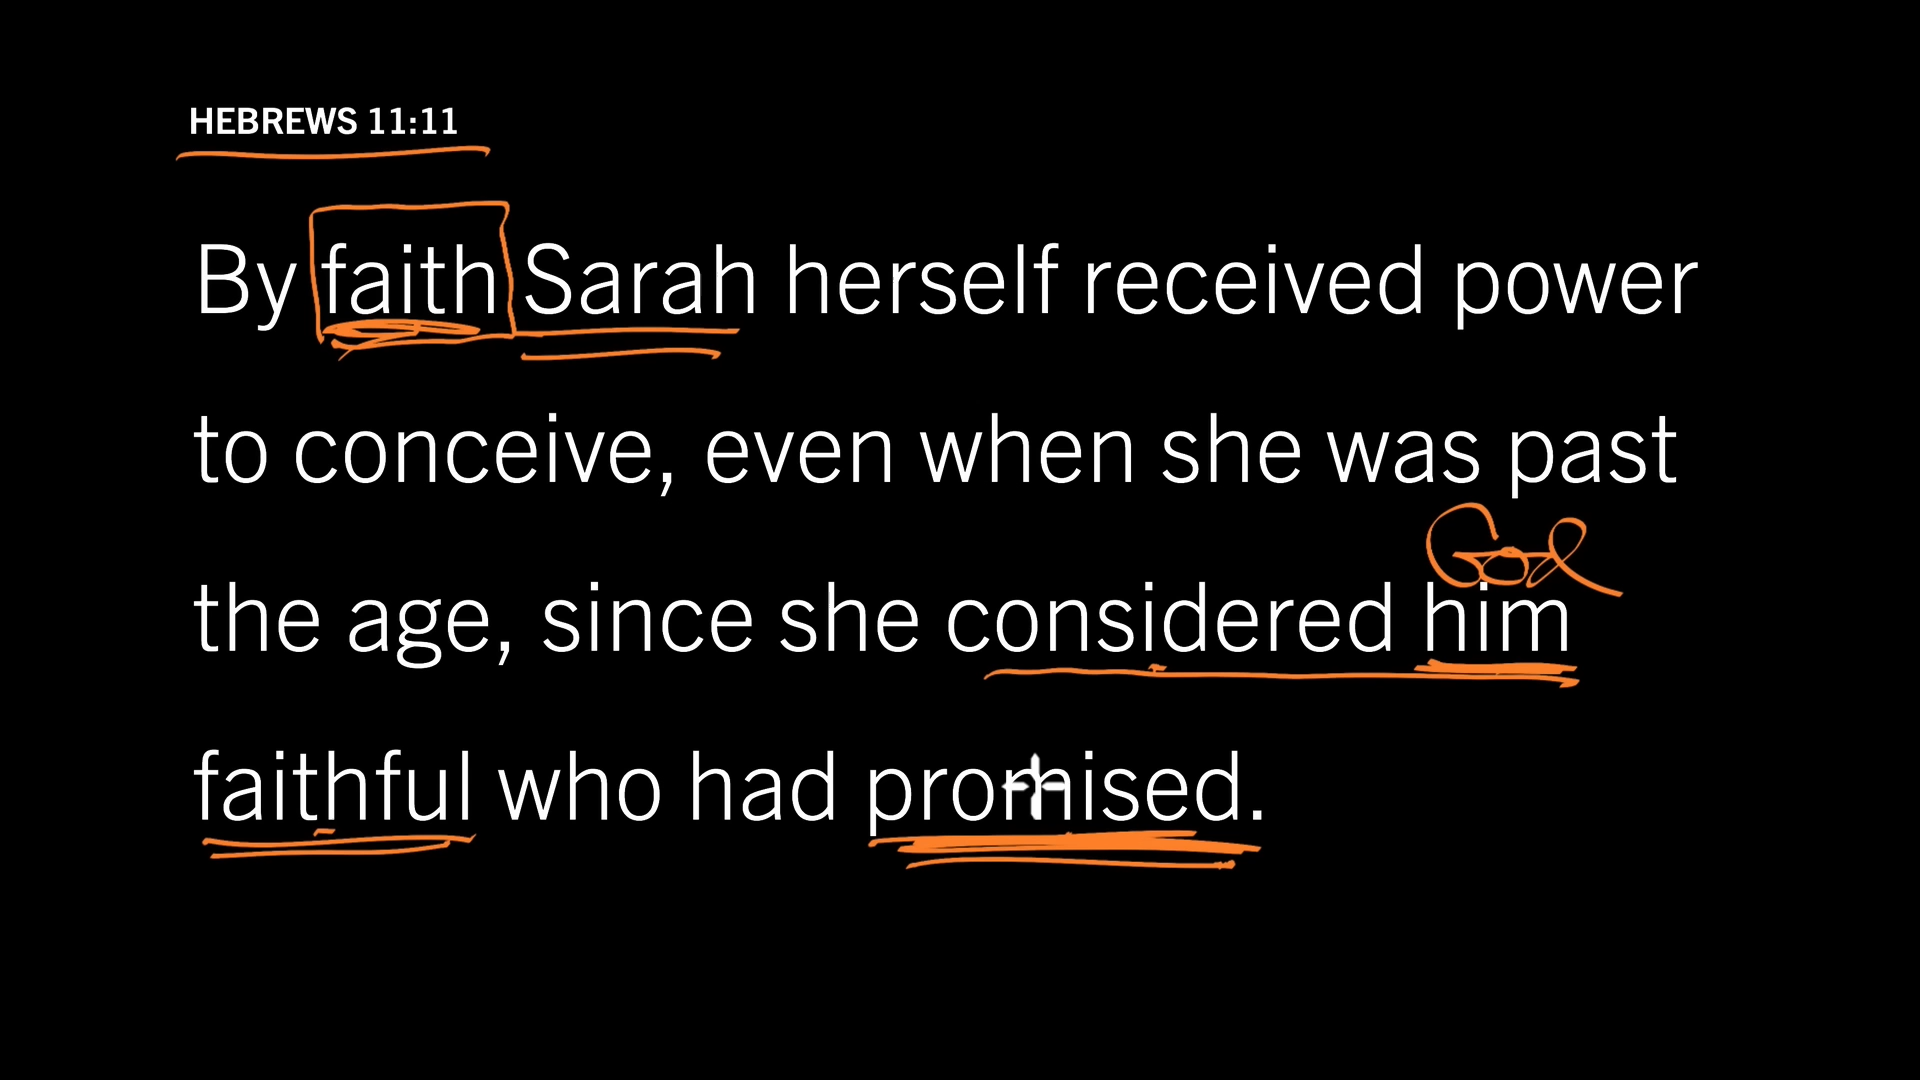 HEBREWS 11:11
By faith Sarah herself received power
to conceive, even when she was past
God
the age, since she considered him
faithful who had promised.